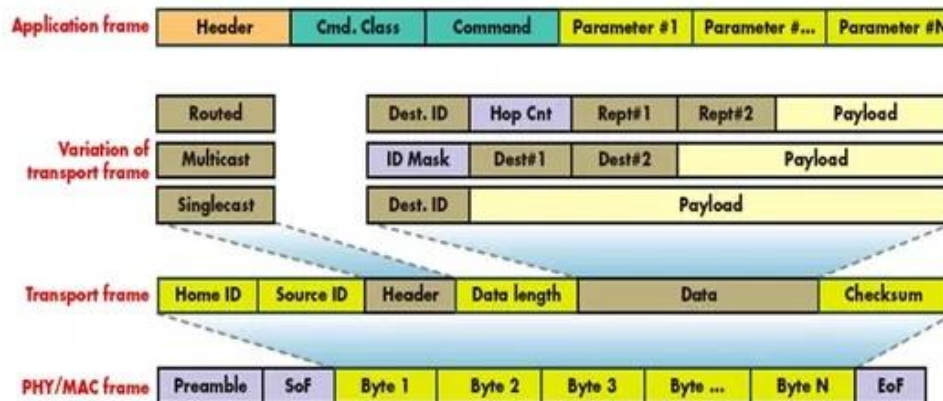 Application frame Header Cmd. Class Command Parameter #1 Parameter #... Parameter #N
Routed Dest. ID Hop Cnt Rept#1 Rept#2 Payload
Variation of
transport frame
Multicast ID Mask Dest#1 Dest#2 Payload
Singlecast Dest. ID Payload
Transport frame Home ID Source ID Header Data length Data Checksum
PHY/MAC frame Preamble SoF Byte 1 Byte 2 Byte 3 Byte ... Byte N EoF